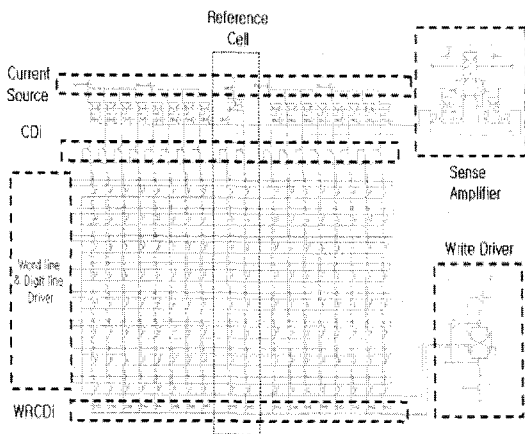 Reference
Cell
Current
Source
CDi
Sense
Amplifier
Word line
& Digit line
Driver
Write Driver
WRCDi